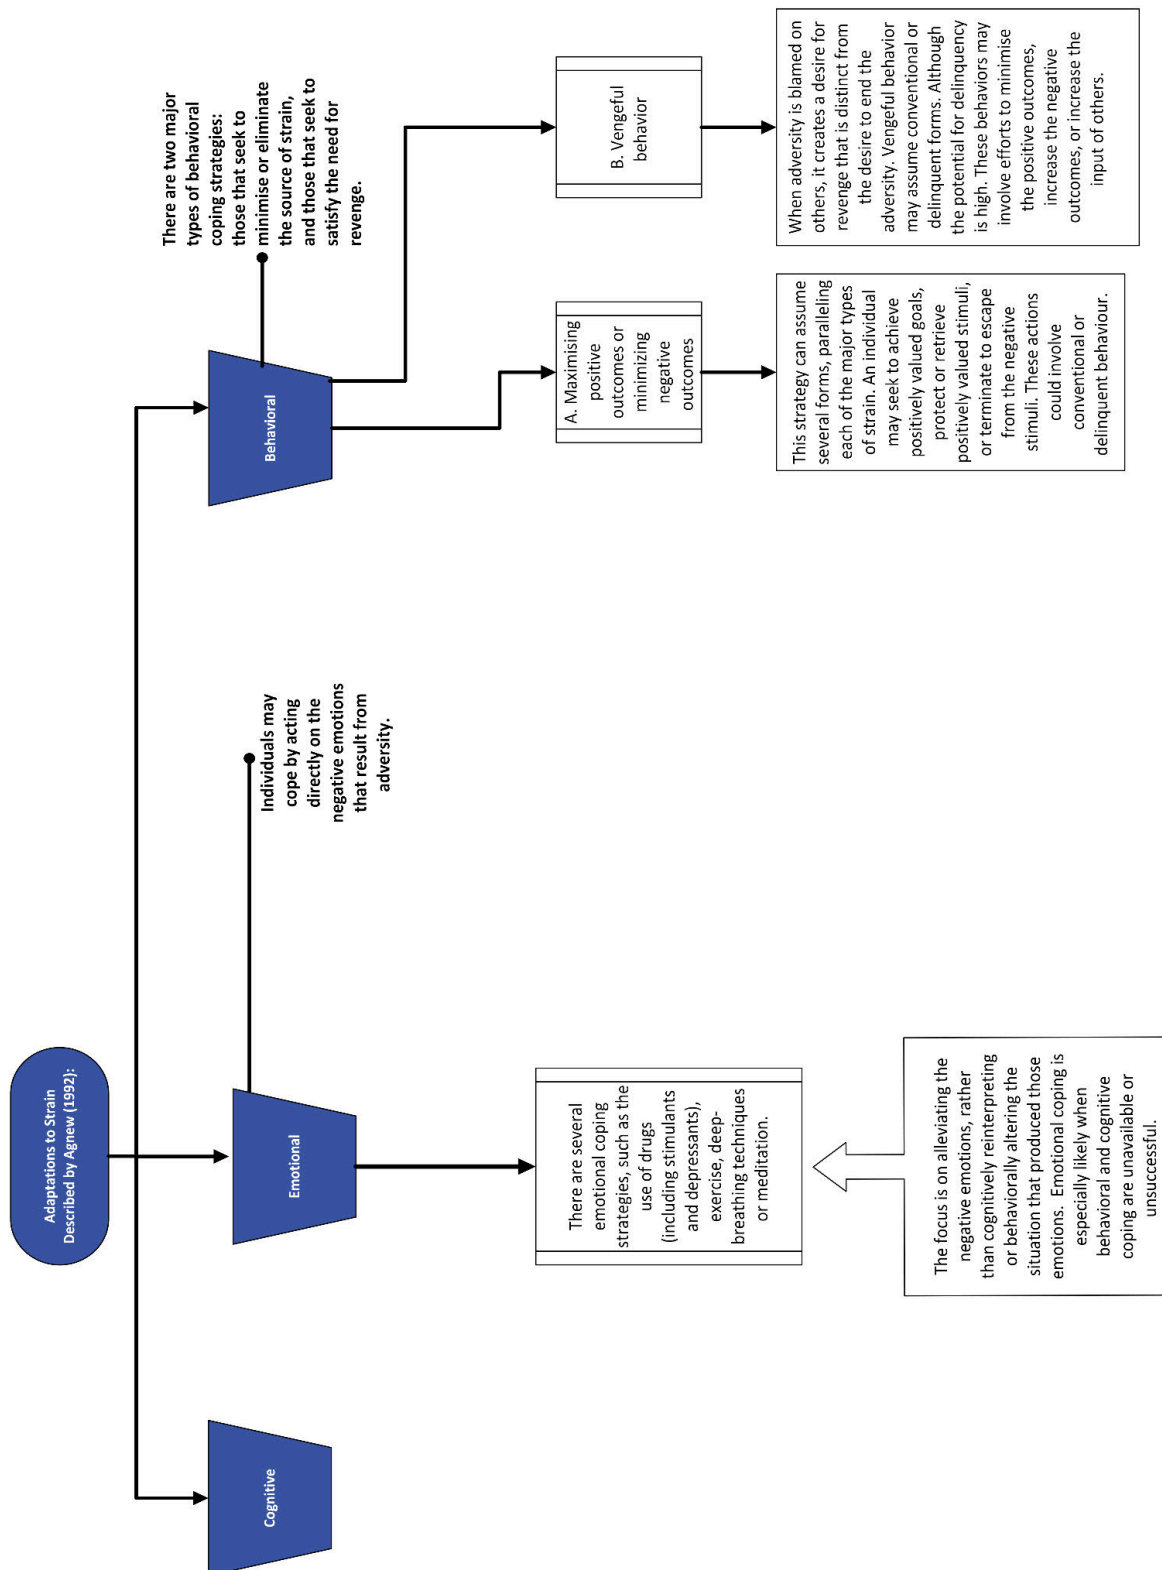 Adaptations to Strain
Described by Agnew (1992):
Cognitive
Emotional
Individuals may
cope by acting
directly on the
negative emotions
that result from
adversity.
There are several
emotional coping
strategies, such as the
use of drugs
(including stimulants
and depressants),
exercise, deep-
breathing techniques
or meditation.
The focus is on alleviating the
negative emotions, rather
than cognitively reinterpreting
or behaviorally altering the
situation that produced those
emotions. Emotional coping is
especially likely when
behavioral and cognitive
coping are unavailable or
unsuccessful.
Behavioral
There are two major
types of behavioral
coping strategies:
those that seek to
minimise or eliminate
the source of strain,
and those that seek to
satisfy the need for
revenge.
A. Maximising
positive
outcomes or
minimizing
negative
outcomes
This strategy can assume
several forms, paralleling
each of the major types
of strain. An individual
may seek to achieve
positively valued goals,
protect or retrieve
positively valued stimuli,
or terminate to escape
from the negative
stimuli. These actions
could involve
conventional or
delinquent behaviour.
B. Vengeful
behavior
When adversity is blamed on
others, it creates a desire for
revenge that is distinct from
the desire to end the
adversity. Vengeful behavior
may assume conventional or
delinquent forms. Although
the potential for delinquency
is high. These behaviors may
involve efforts to minimise
the positive outcomes,
increase the negative
outcomes, or increase the
input of others.